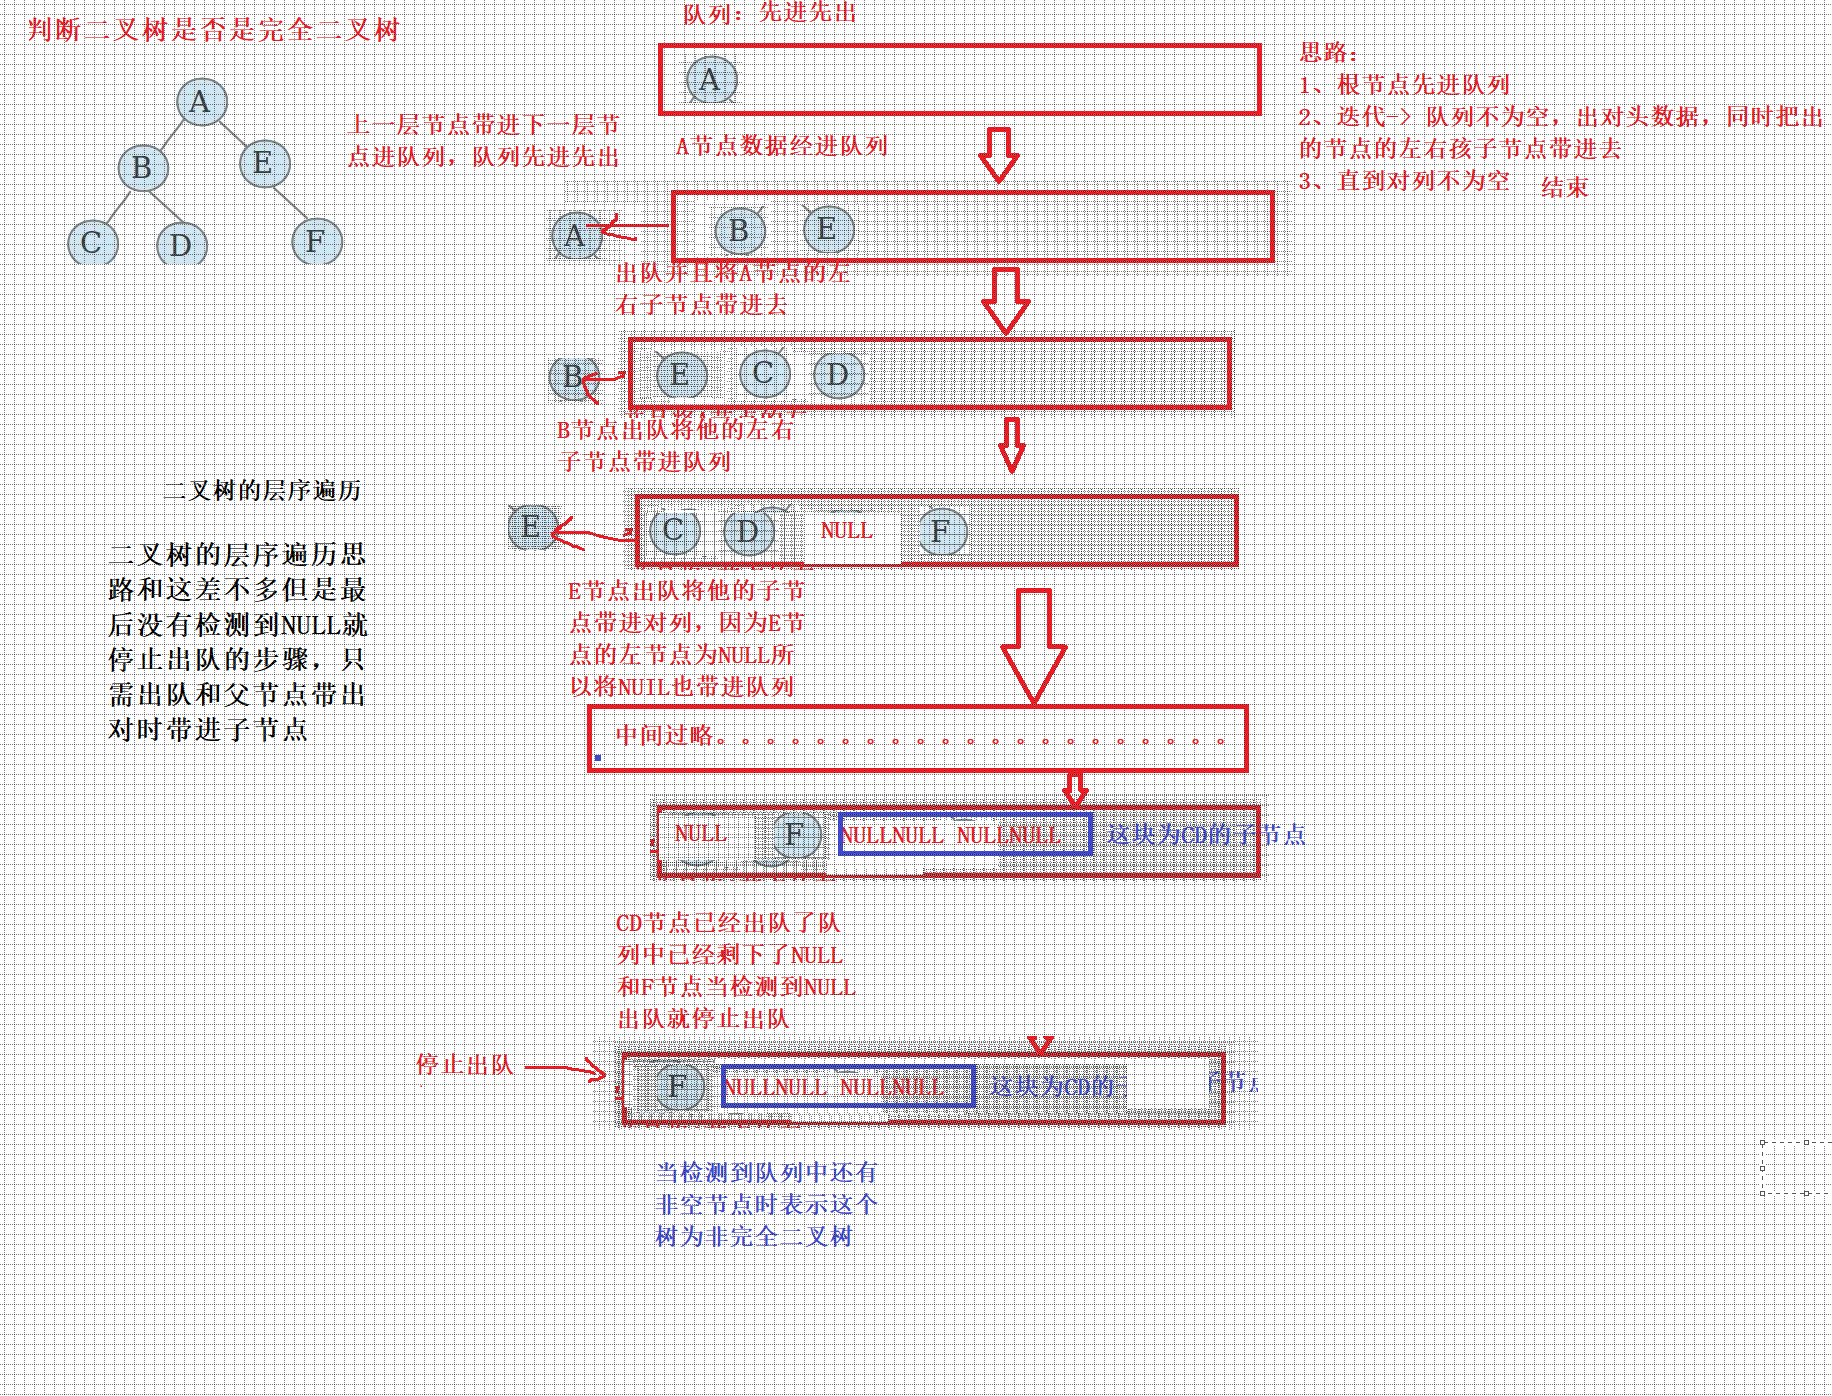 判断二叉树是否是完全二叉树
A
B
E
C
D
F
上一层节点带进下一层节
点进队列，队列先进先出
二叉树的层序遍历
二叉树的层序遍历思
路和这差不多但是最
后没有检测到NULL就
停止出队的步骤，只
需出队和父节点带出
对时带进子节点
队列：先进先出
A
A节点数据经进队列
A
B
E
出队并且将A节点的左
右子节点带进去
B
E
C
D
B节点出队将他的左右
子节点带进队列
E
C
D
NULL
F
E节点出队将他的子节
点带进对列，因为E节
点的左节点为NULL所
以将NUIL也带进队列
中间过略。。。。。。。。。。。。。。。。。。。。。
NULL
F
NULLNULL NULLNULL
这块为CD的子节点
CD节点已经出队了队
列中已经剩下了NULL
和F节点当检测到NULL
出队就停止出队
停止出队
F
NULLNULL NULLNULL
这块为CD的
节点
当检测到队列中还有
非空节点时表示这个
树为非完全二叉树
思路：
1、根节点先进队列
2、迭代-> 队列不为空，出对头数据，同时把出
的节点的左右孩子节点带进去
3、直到对列不为空 结束